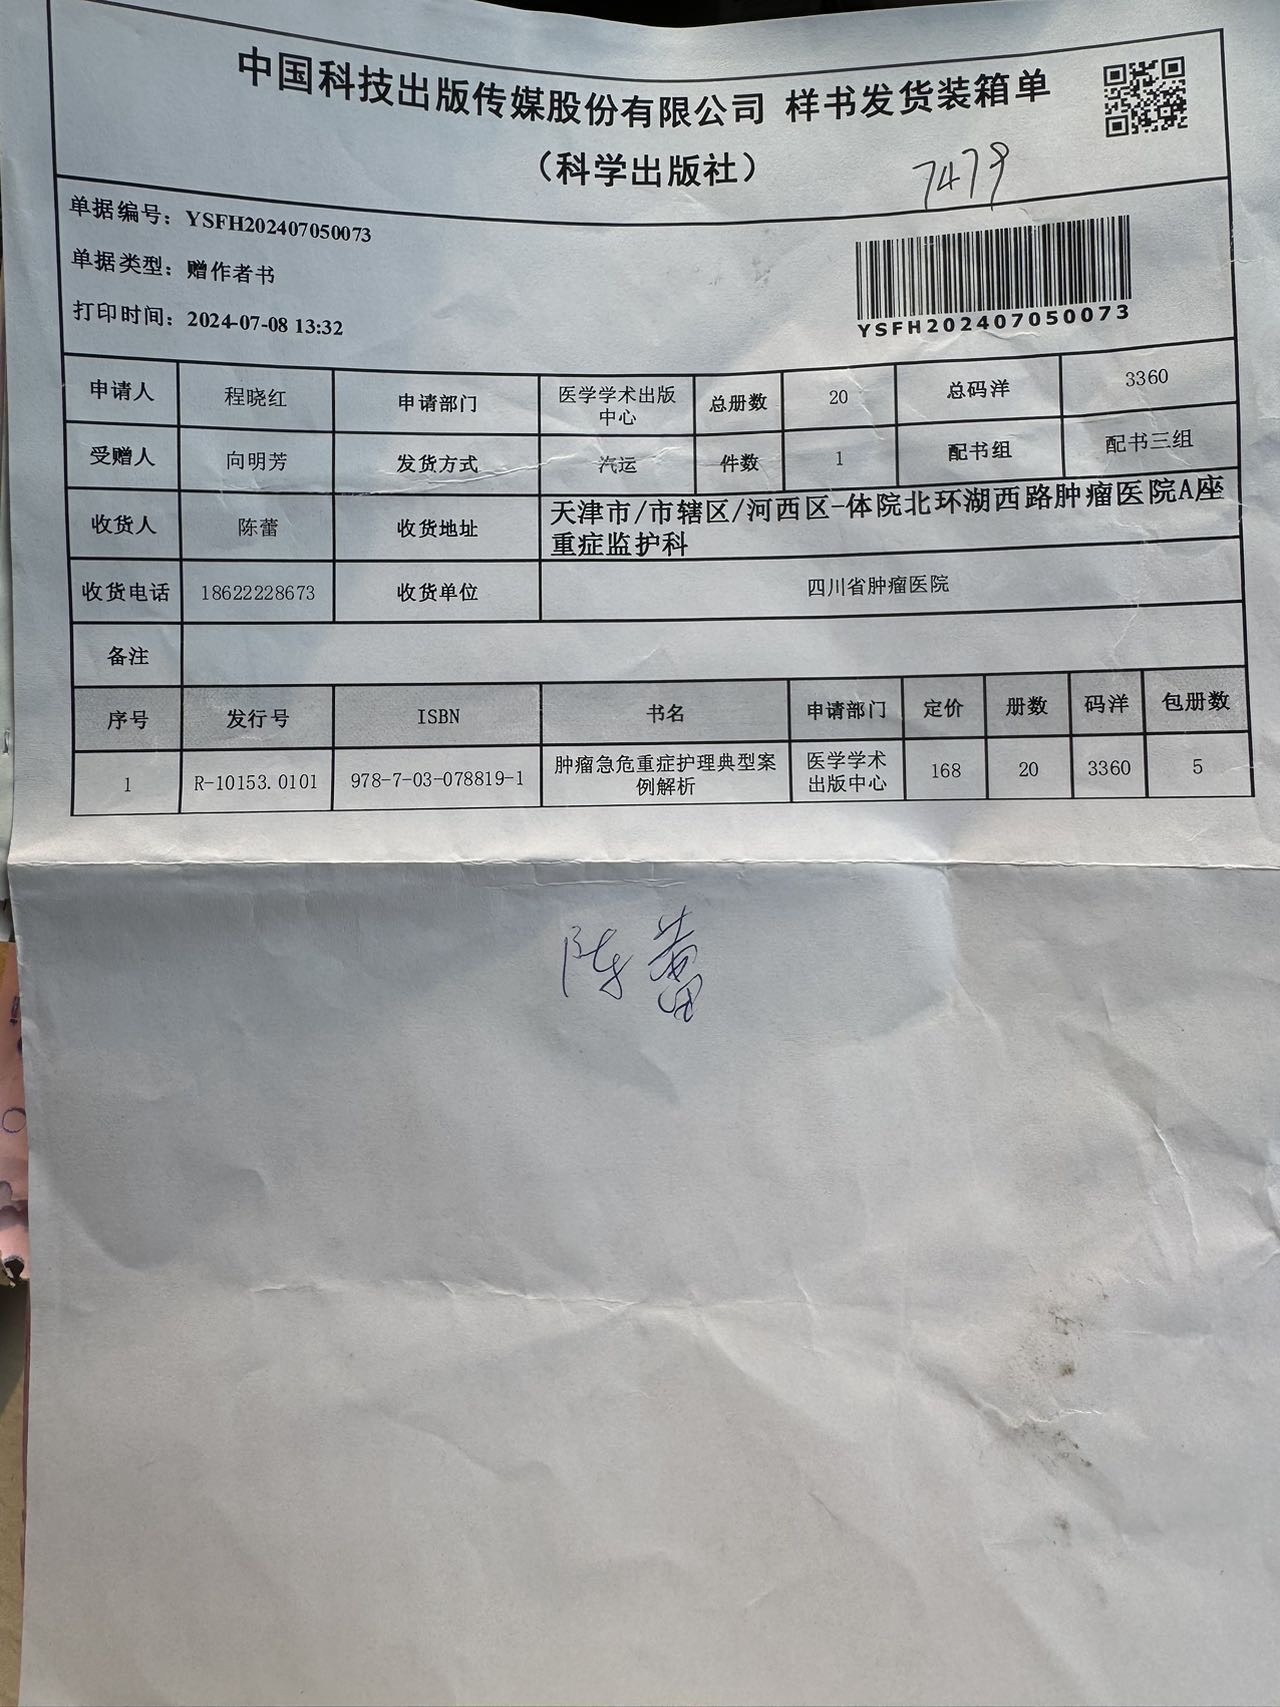 中国科技出版传媒股份有限公司 样书发货装箱单
（科学出版社）
7479
单据编号：YSFH202407050073
单据类型：赠作者书
打印时间：2024-07-08 13:32
YSFH202407050073
申请人 程晓红 申请部门 医学学术出版中心 总册数 20 总码洋 3360
受赠人 向明芳 发货方式 汽运 件数 1 配书组 配书三组
收货人 陈蕾 收货地址 天津市/市辖区/河西区-体院北环湖西路肿瘤医院A座
重症监护科
收货电话 18622228673 收货单位 四川省肿瘤医院
备注
序号 发行号 ISBN 书名 申请部门 定价 册数 码洋 包册数
1 R-10153.0101 978-7-03-078819-1 肿瘤急危重症护理典型案例解析 医学学术出版中心 168 20 3360 5
陈蕾